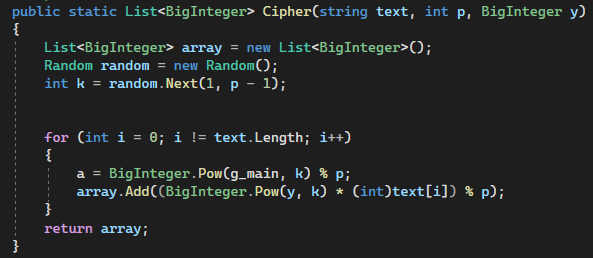 public static List<BigInteger> Cipher(string text, int p, BigInteger y)
{
List<BigInteger> array = new List<BigInteger>();
Random random = new Random();
int k = random.Next(1, p - 1);
for (int i = 0; i != text.Length; i++)
{
a = BigInteger.Pow(g_main, k) % p;
array.Add((BigInteger.Pow(y, k) * (int)text[i]) % p);
}
return array;
}